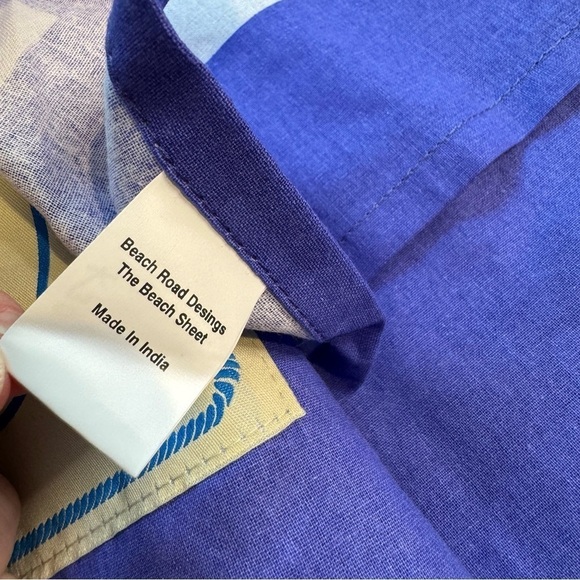 Beach Road Desings
The Beach Sheet
Made In India